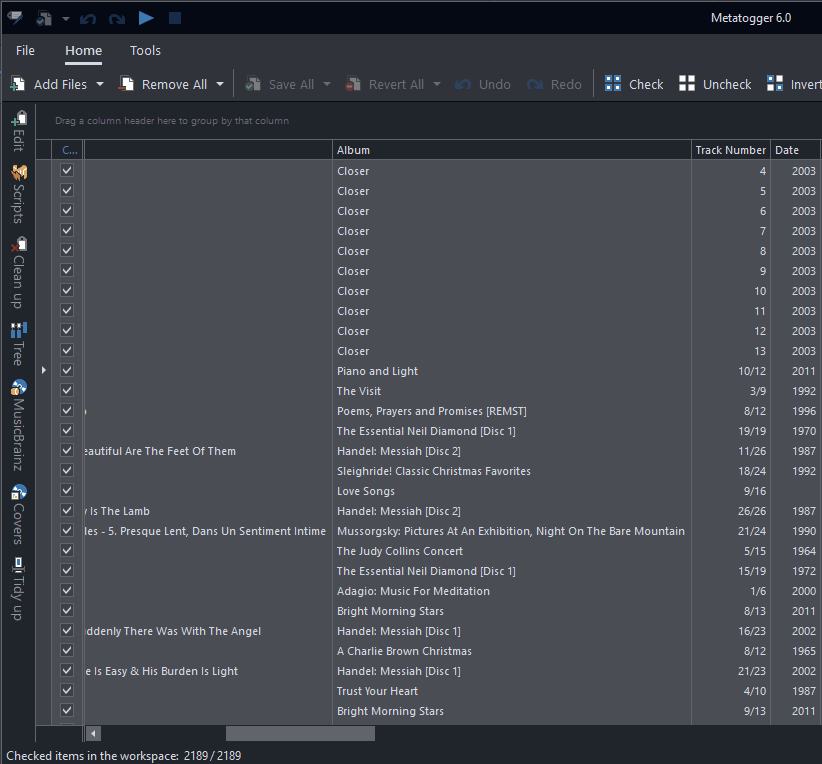 Metatogger 6.0
File Home Tools
Add Files Remove All Save All Revert All Undo Redo Check Uncheck Invert
Drag a column header here to group by that column
C... Album Track Number Date
Closer 4 2003
Closer 5 2003
Closer 6 2003
Closer 7 2003
Closer 8 2003
Closer 9 2003
Closer 10 2003
Closer 11 2003
Closer 12 2003
Closer 13 2003
Piano and Light 10/12 2011
The Visit 3/9 1992
Poems, Prayers and Promises [REMST] 8/12 1996
The Essential Neil Diamond [Disc 1] 19/19 1970
eautiful Are The Feet Of Them Handel: Messiah [Disc 2] 11/26 1987
Sleighride! Classic Christmas Favorites 18/24 1992
Love Songs 9/16
y Is The Lamb Handel: Messiah [Disc 2] 26/26 1987
les - 5. Presque Lent, Dans Un Sentiment Intime Mussorgsky: Pictures At An Exhibition, Night On The Bare Mountain 21/24 1990
The Judy Collins Concert 5/15 1964
The Essential Neil Diamond [Disc 1] 15/19 1972
Adagio: Music For Meditation 1/6 2000
Bright Morning Stars 8/13 2011
uddenly There Was With The Angel Handel: Messiah [Disc 1] 16/23 2002
A Charlie Brown Christmas 8/12 1965
e Is Easy & His Burden Is Light Handel: Messiah [Disc 1] 21/23 2002
Trust Your Heart 4/10 1987
Bright Morning Stars 9/13 2011
Edit
Scripts
Clean up
Tree
MusicBrainz
Covers
Tidy up
Checked items in the workspace: 2189/2189